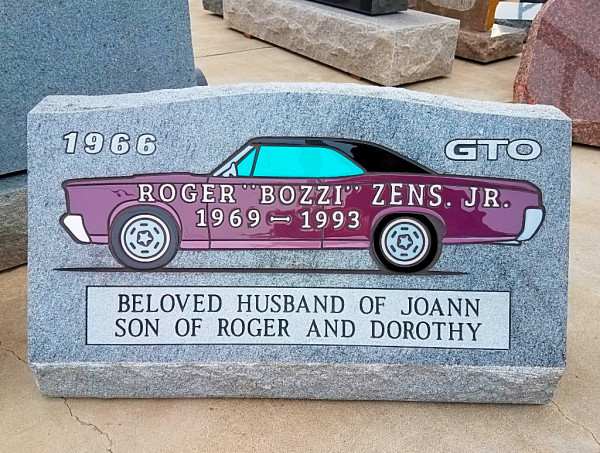 1966 GTO
ROGER "BOZZI" ZENS. JR.
1969 — 1993
BELOVED HUSBAND OF JOANN
SON OF ROGER AND DOROTHY